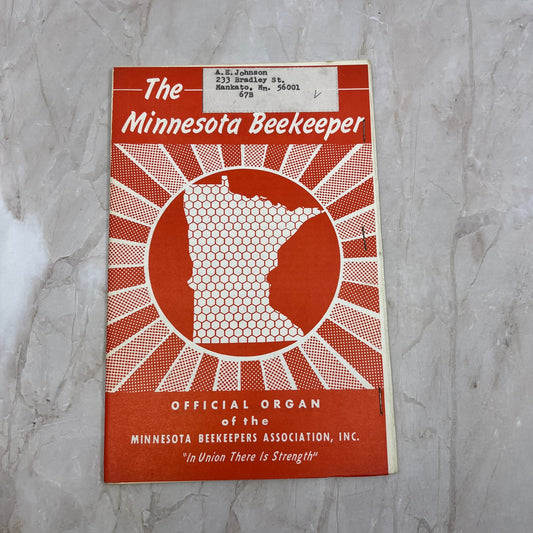 A.E.Johnson
233 Bradley St.
Mankato, Mn. 56001
67B
The
Minnesota Beekeeper
OFFICIAL ORGAN
of the
MINNESOTA BEEKEEPERS ASSOCIATION, INC.
"In Union There Is Strength"